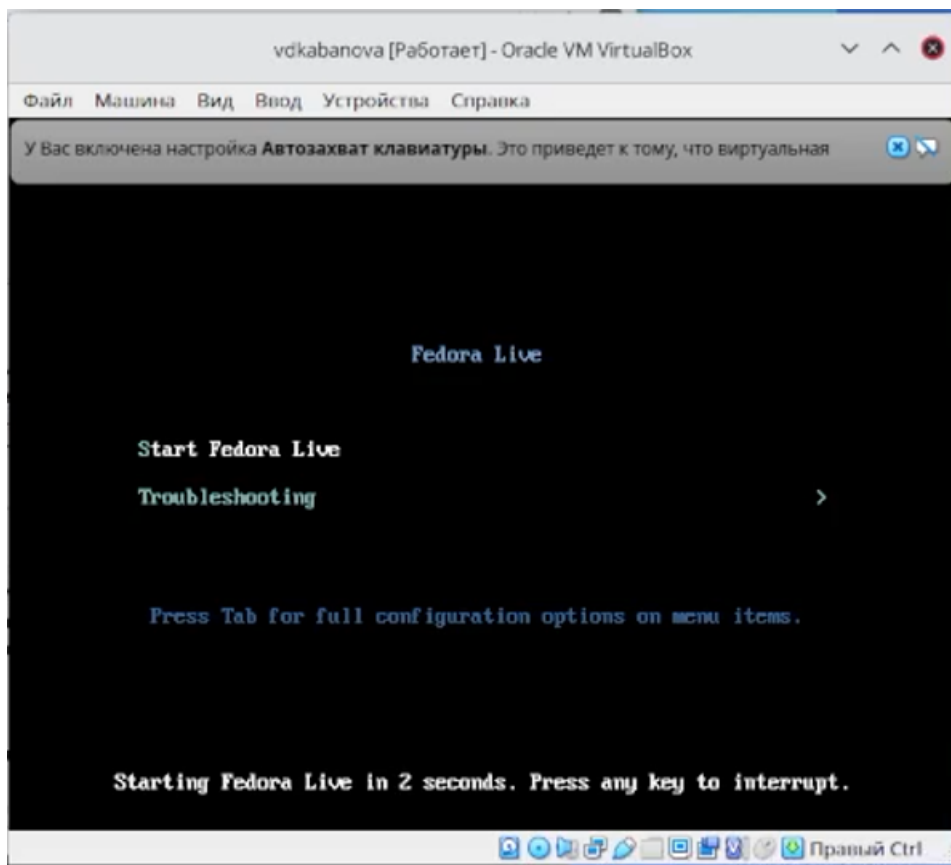 vdkabanova [Работает] - Oracle VM VirtualBox
Файл Машина Вид Ввод Устройства Справка
У Вас включена настройка Автозахват клавиатуры. Это приведет к тому, что виртуальная
Fedora Live
Start Fedora Live
Troubleshooting >
Press Tab for full configuration options on menu items.
Starting Fedora Live in 2 seconds. Press any key to interrupt.
Правый Ctrl